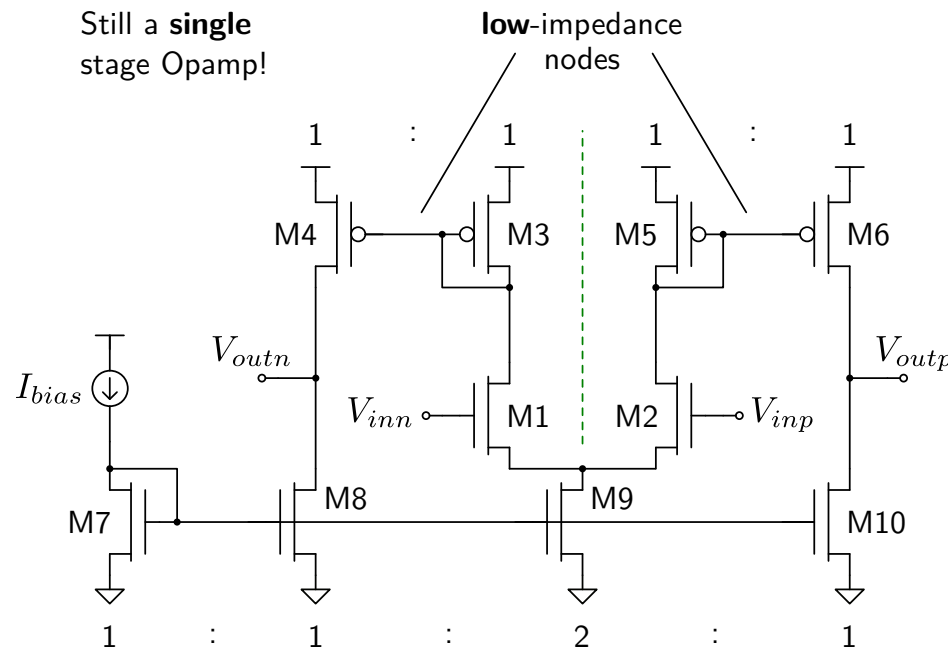 Still a single
stage Opamp!
low-impedance
nodes
1 : 1 1 : 1
M4 M3 M5 M6
V_outn V_outp
I_bias
V_inn M1 M2 V_inp
M7 M8 M9 M10
1 : 1 : 2 : 1